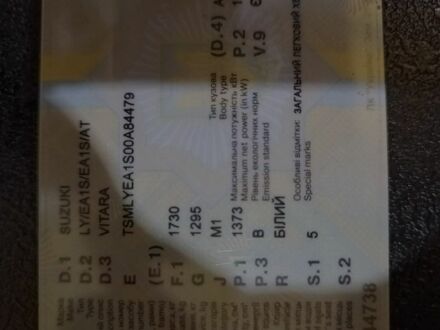 D.1 SUZUKI
D.2 LY/EA1S/EA1S/AT
D.3 VITARA
E TSMLYEA1S00A84479
(E.1)
F.1 1730
G 1295
J M1 Тип кузова (D.4)
Body type
P.1 1373 Максимальна потужність кВт P.2
Maximum net power (in kW)
P.3 B Рівень екологічних норм V.9
Emission standard
R БІЛИЙ
Особливі відмітки: ЗАГАЛЬНИЙ ЛЕГКОВИЙ
Special marks
S.1 5
S.2
4738